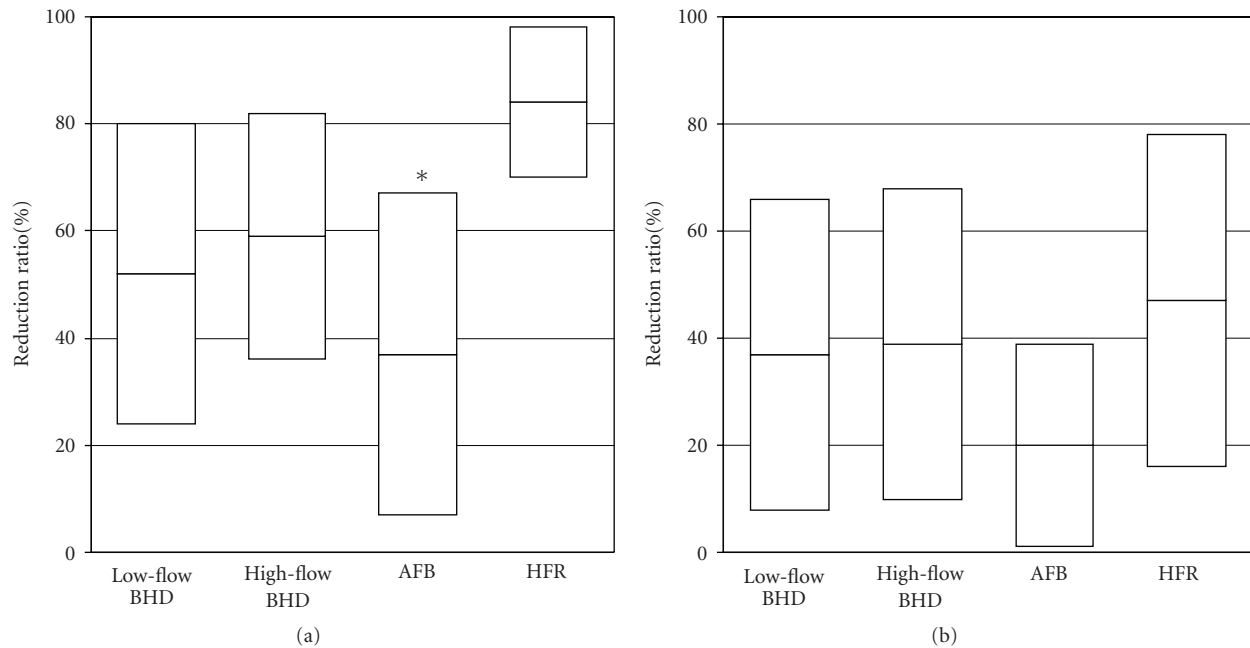 100
80
60
40
20
0
Reduction ratio(%)
*
Low-flow
BHD
High-flow
BHD
AFB
HFR
(a)
100
80
60
40
20
0
Reduction ratio(%)
Low-flow
BHD
High-flow
BHD
AFB
HFR
(b)